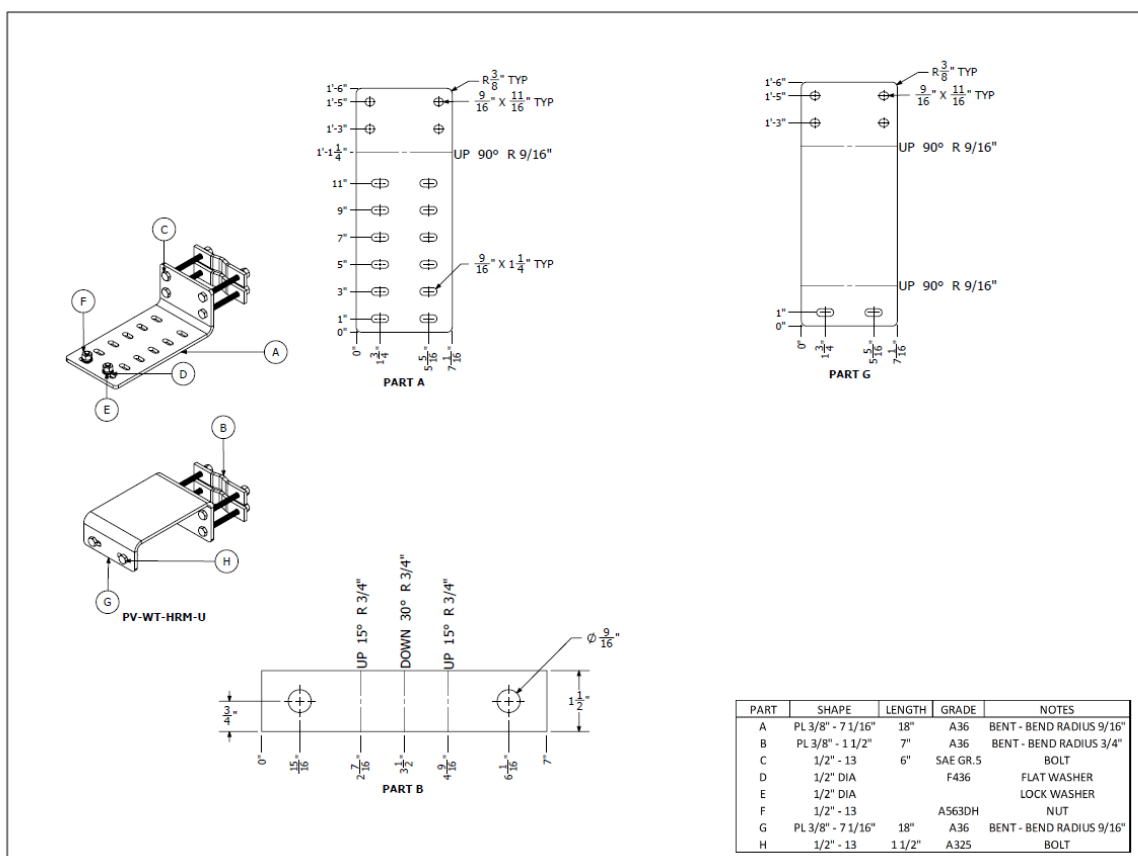 R 3/8" TYP
1'-6"
1'-5"
9/16" X 11/16" TYP
1'-3"
1'-1 1/4"
UP 90° R 9/16"
11"
9"
7"
5"
9/16" X 1 1/4" TYP
3"
1"
0"
0"
1 3/4"
5 5/16"
7 1/16"
PART A
R 3/8" TYP
1'-6"
1'-5"
9/16" X 11/16" TYP
1'-3"
UP 90° R 9/16"
UP 90° R 9/16"
1"
0"
0"
1 3/4"
5 5/16"
7 1/16"
PART G
C
F
A
D
E
B
H
G
PV-WT-HRM-U
UP 15° R 3/4"
DOWN 30° R 3/4"
UP 15° R 3/4"
Ø 9/16"
3/4"
1 1/2"
0"
15/16"
2 7/16"
3 1/2"
4 9/16"
6 1/16"
7"
PART B
PART SHAPE LENGTH GRADE NOTES
A PL 3/8" - 7 1/16" 18" A36 BENT - BEND RADIUS 9/16"
B PL 3/8" - 1 1/2" 7" A36 BENT - BEND RADIUS 3/4"
C 1/2" - 13 6" SAE GR.5 BOLT
D 1/2" DIA F436 FLAT WASHER
E 1/2" DIA LOCK WASHER
F 1/2" - 13 A563DH NUT
G PL 3/8" - 7 1/16" 18" A36 BENT - BEND RADIUS 9/16"
H 1/2" - 13 1 1/2" A325 BOLT